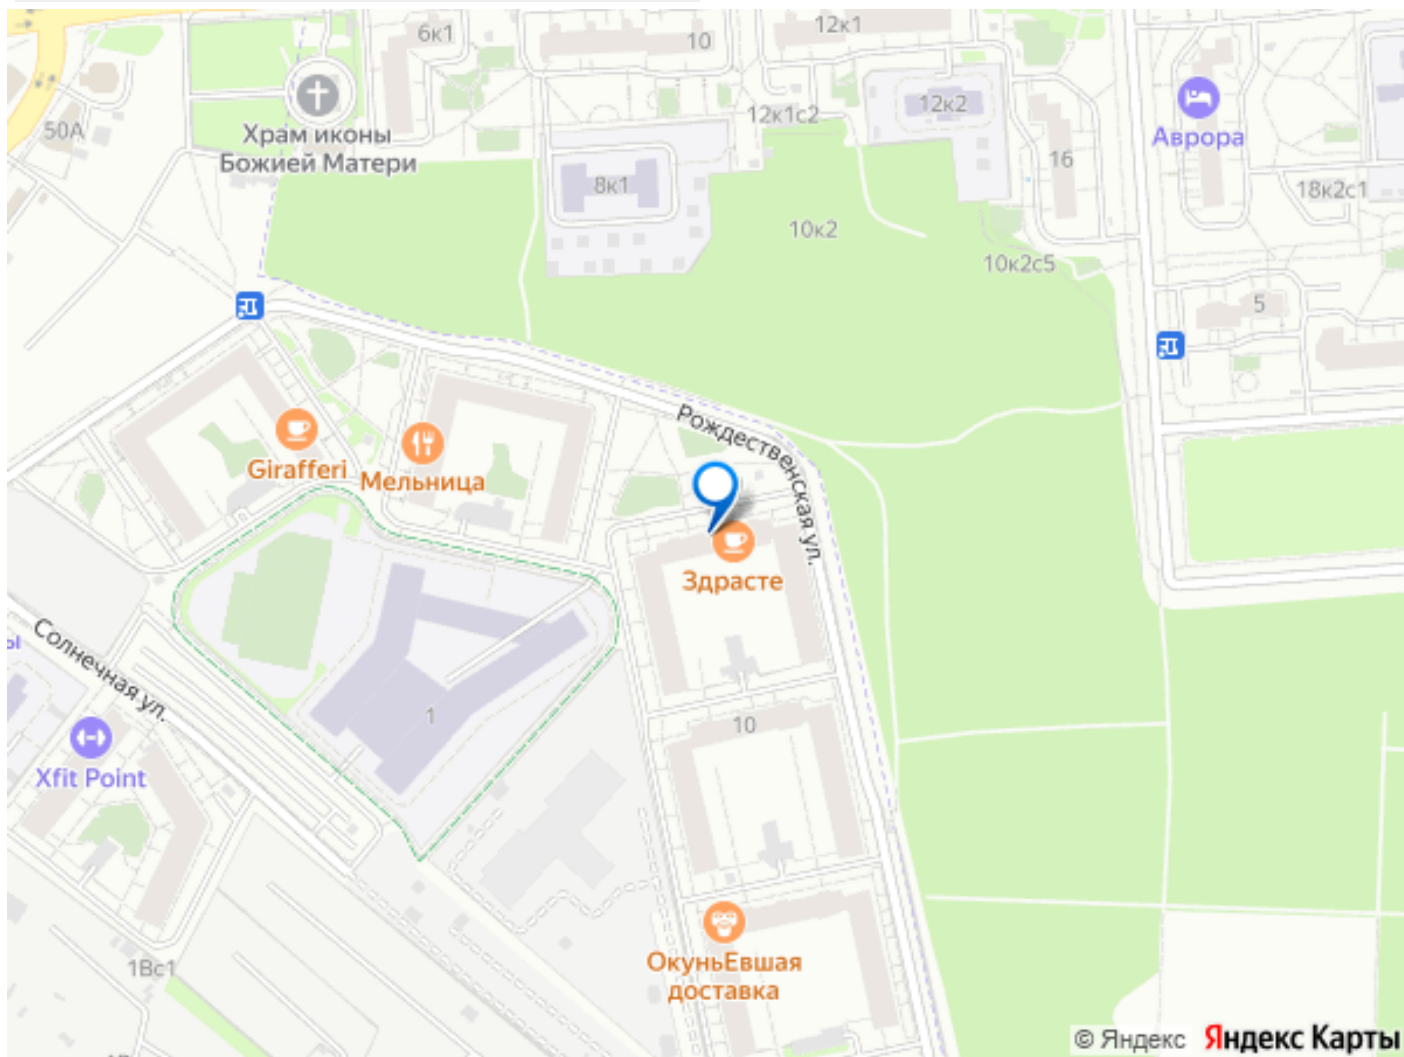 6к1
10
12к1
50А
Храм иконы
Божией Матери
12к1с2
12к2
Аврора
16
8к1
18к2с1
10к2
10к2с5
5
Рождественская ул.
Girafferi
Мельница
Здрасте
Солнечная ул.
ы
1
10
Xfit Point
ОкуньЕвшая
доставка
1Вс1
© Яндекс Яндекс Карты